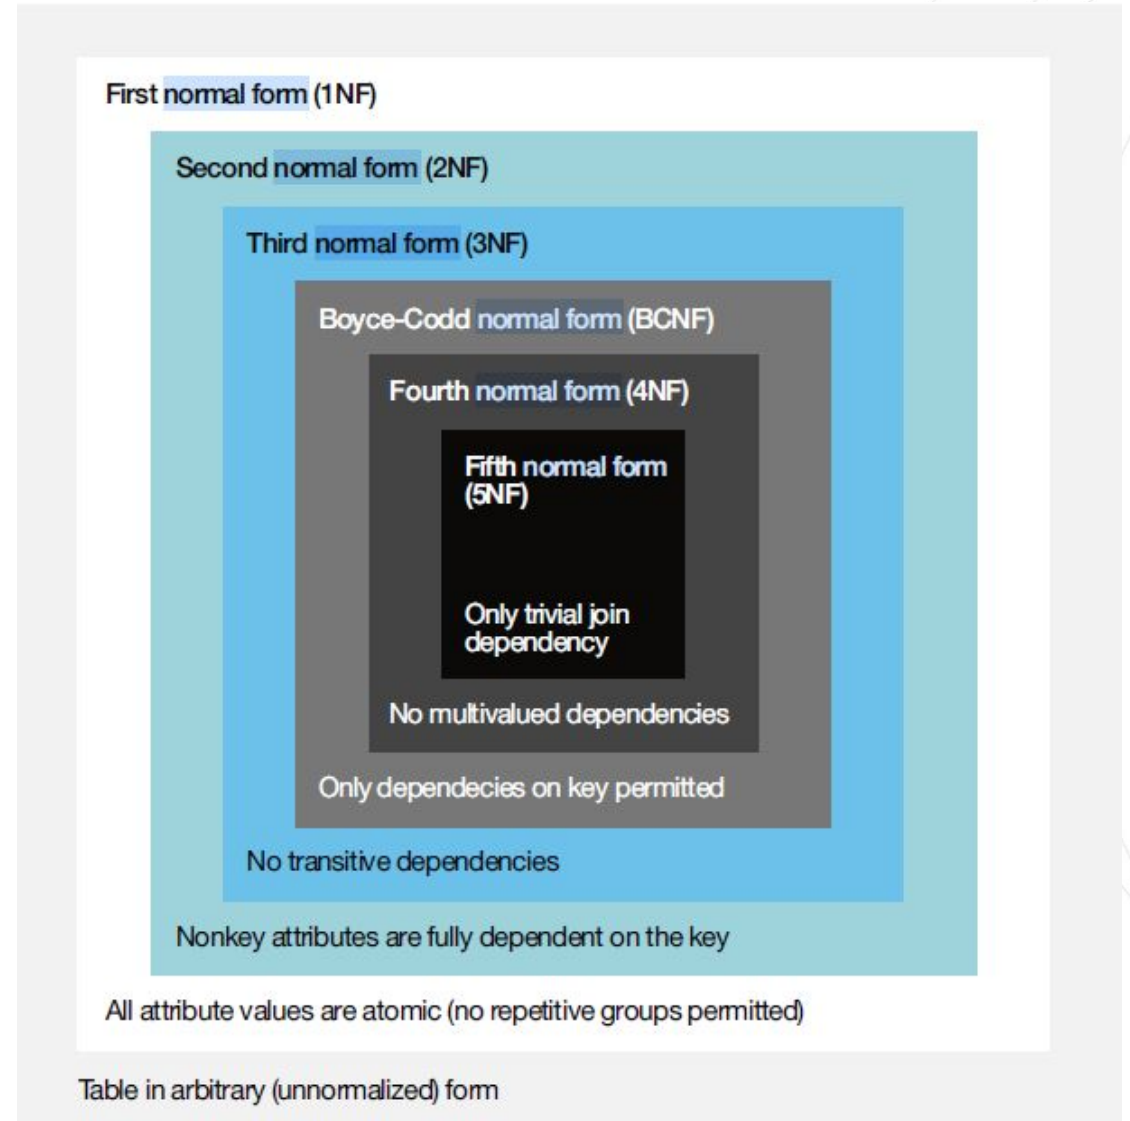 First normal form (1NF)
Second normal form (2NF)
Third normal form (3NF)
Boyce-Codd normal form (BCNF)
Fourth normal form (4NF)
Fifth normal form
(5NF)
Only trivial join
dependency
No multivalued dependencies
Only dependecies on key permitted
No transitive dependencies
Nonkey attributes are fully dependent on the key
All attribute values are atomic (no repetitive groups permitted)
Table in arbitrary (unnormalized) form